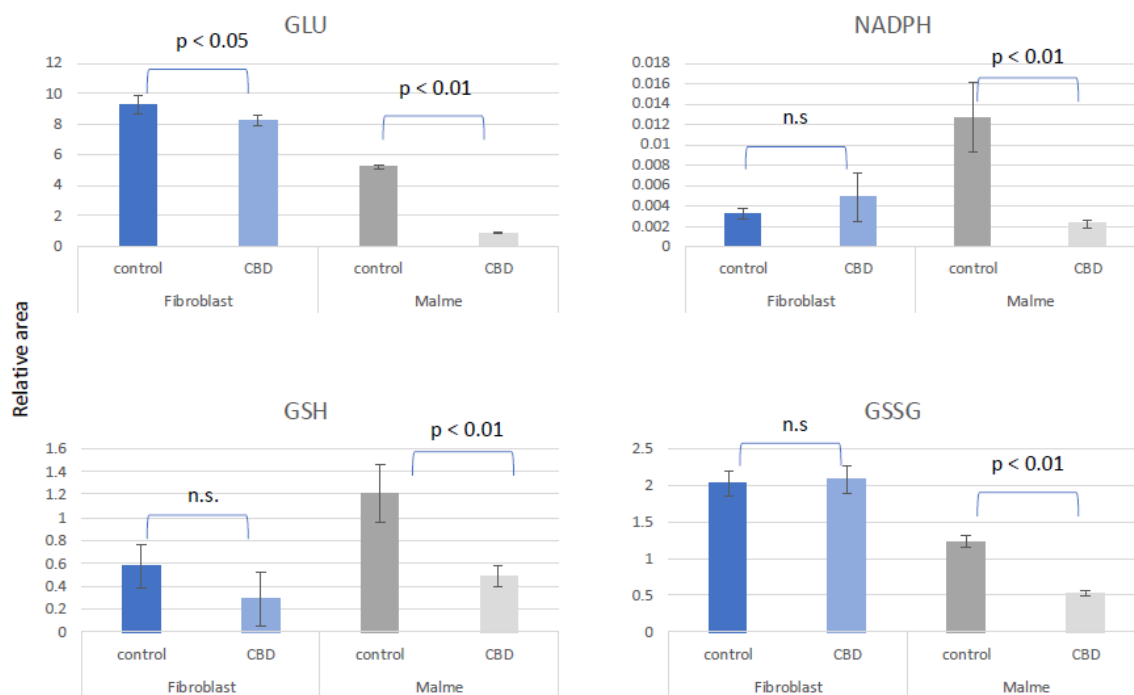 GLU
p < 0.05
p < 0.01
12
10
8
6
4
2
0
control CBD control CBD
Fibroblast Malme
NADPH
p < 0.01
n.s
0.018
0.016
0.014
0.012
0.01
0.008
0.006
0.004
0.002
0
control CBD control CBD
Fibroblast Malme
Relative area
GSH
p < 0.01
n.s.
1.6
1.4
1.2
1
0.8
0.6
0.4
0.2
0
control CBD control CBD
Fibroblast Malme
GSSG
n.s
p < 0.01
2.5
2
1.5
1
0.5
0
control CBD control CBD
Fibroblast Malme